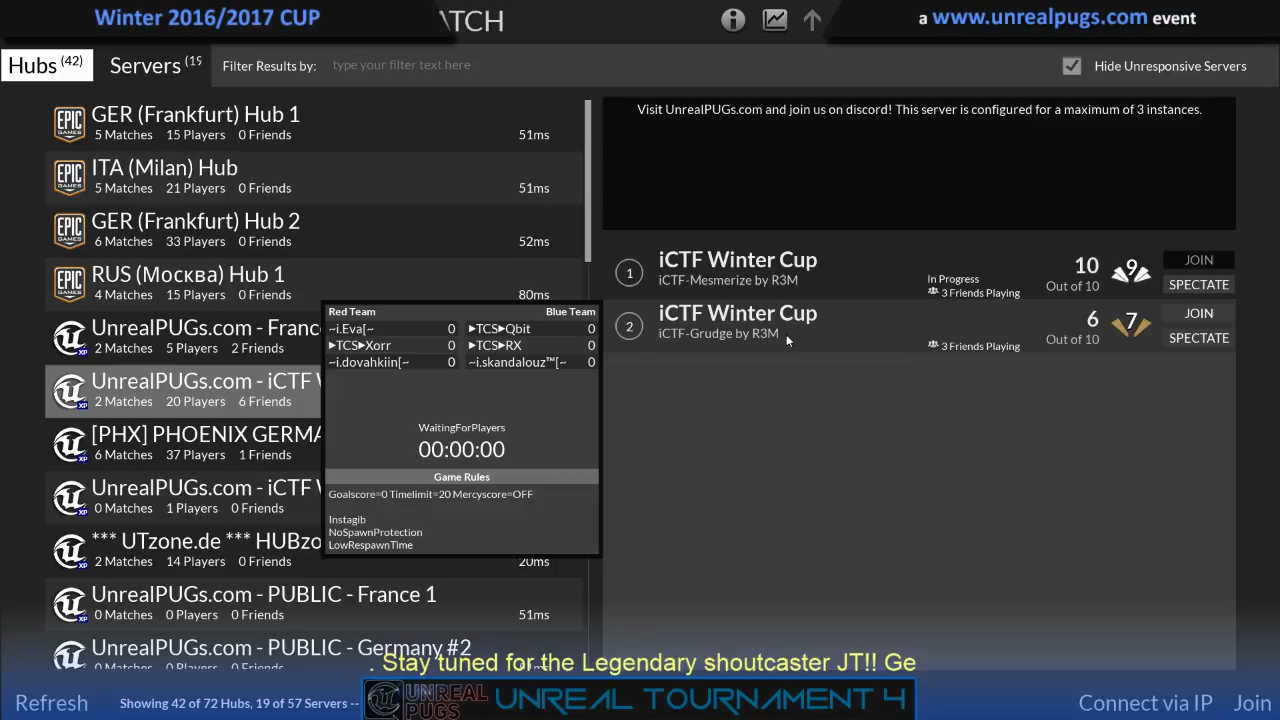 Winter 2016/2017 CUP
ATCH
a www.unrealpugs.com event
Hubs (42)
Servers (19
Filter Results by:
type your filter text here
Hide Unresponsive Servers
GER (Frankfurt) Hub 1
5 Matches 15 Players 0 Friends
51ms
ITA (Milan) Hub
5 Matches 21 Players 0 Friends
51ms
GER (Frankfurt) Hub 2
6 Matches 33 Players 0 Friends
52ms
RUS (Москва) Hub 1
4 Matches 15 Players 0 Friends
80ms
UnrealPUGs.com - France
2 Matches 5 Players 2 Friends
UnrealPUGs.com - iCTF W
2 Matches 20 Players 6 Friends
[PHX] PHOENIX GERMA
6 Matches 37 Players 1 Friends
UnrealPUGs.com - iCTF W
0 Matches 1 Players 0 Friends
*** UTzone.de *** HUBzo
2 Matches 14 Players 0 Friends
20ms
UnrealPUGs.com - PUBLIC - France 1
0 Matches 0 Players 0 Friends
51ms
UnrealPUGs.com - PUBLIC - Germany #2
0 Matches 0 Players 0 Friends
Red Team Blue Team
~i.Eva[~ 0 ▶TCS▶Qbit 0
▶TCS▶Xorr 0 ▶TCS▶RX 0
~i.dovahkiin[~ 0 ~i.skandalouz™[~ 0
WaitingForPlayers
00:00:00
Game Rules
Goalscore=0 Timelimit=20 Mercyscore=OFF
Instagib
NoSpawnProtection
LowRespawnTime
Visit UnrealPUGs.com and join us on discord! This server is configured for a maximum of 3 instances.
1
iCTF Winter Cup
iCTF-Mesmerize by R3M
In Progress
3 Friends Playing
10
Out of 10
9
JOIN
SPECTATE
2
iCTF Winter Cup
iCTF-Grudge by R3M
3 Friends Playing
6
Out of 10
7
JOIN
SPECTATE
. Stay tuned for the Legendary shoutcaster JT!! Ge
Refresh
Showing 42 of 72 Hubs, 19 of 57 Servers --
UNREAL PUGS
UNREAL TOURNAMENT 4
Connect via IP
Join